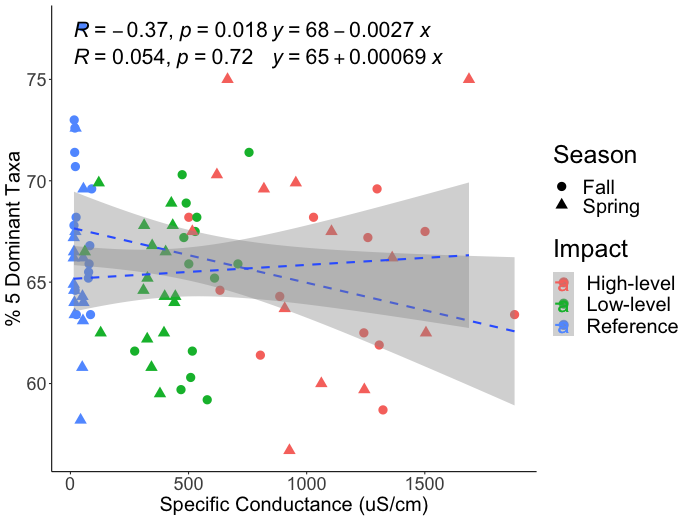 R = −0.37, p = 0.018 y = 68 − 0.0027 x
R = 0.054, p = 0.72 y = 65 + 0.00069 x
75
70
65
60
% 5 Dominant Taxa
0 500 1000 1500
Specific Conductance (uS/cm)
Season
Fall
Spring
Impact
a High-level
a Low-level
a Reference